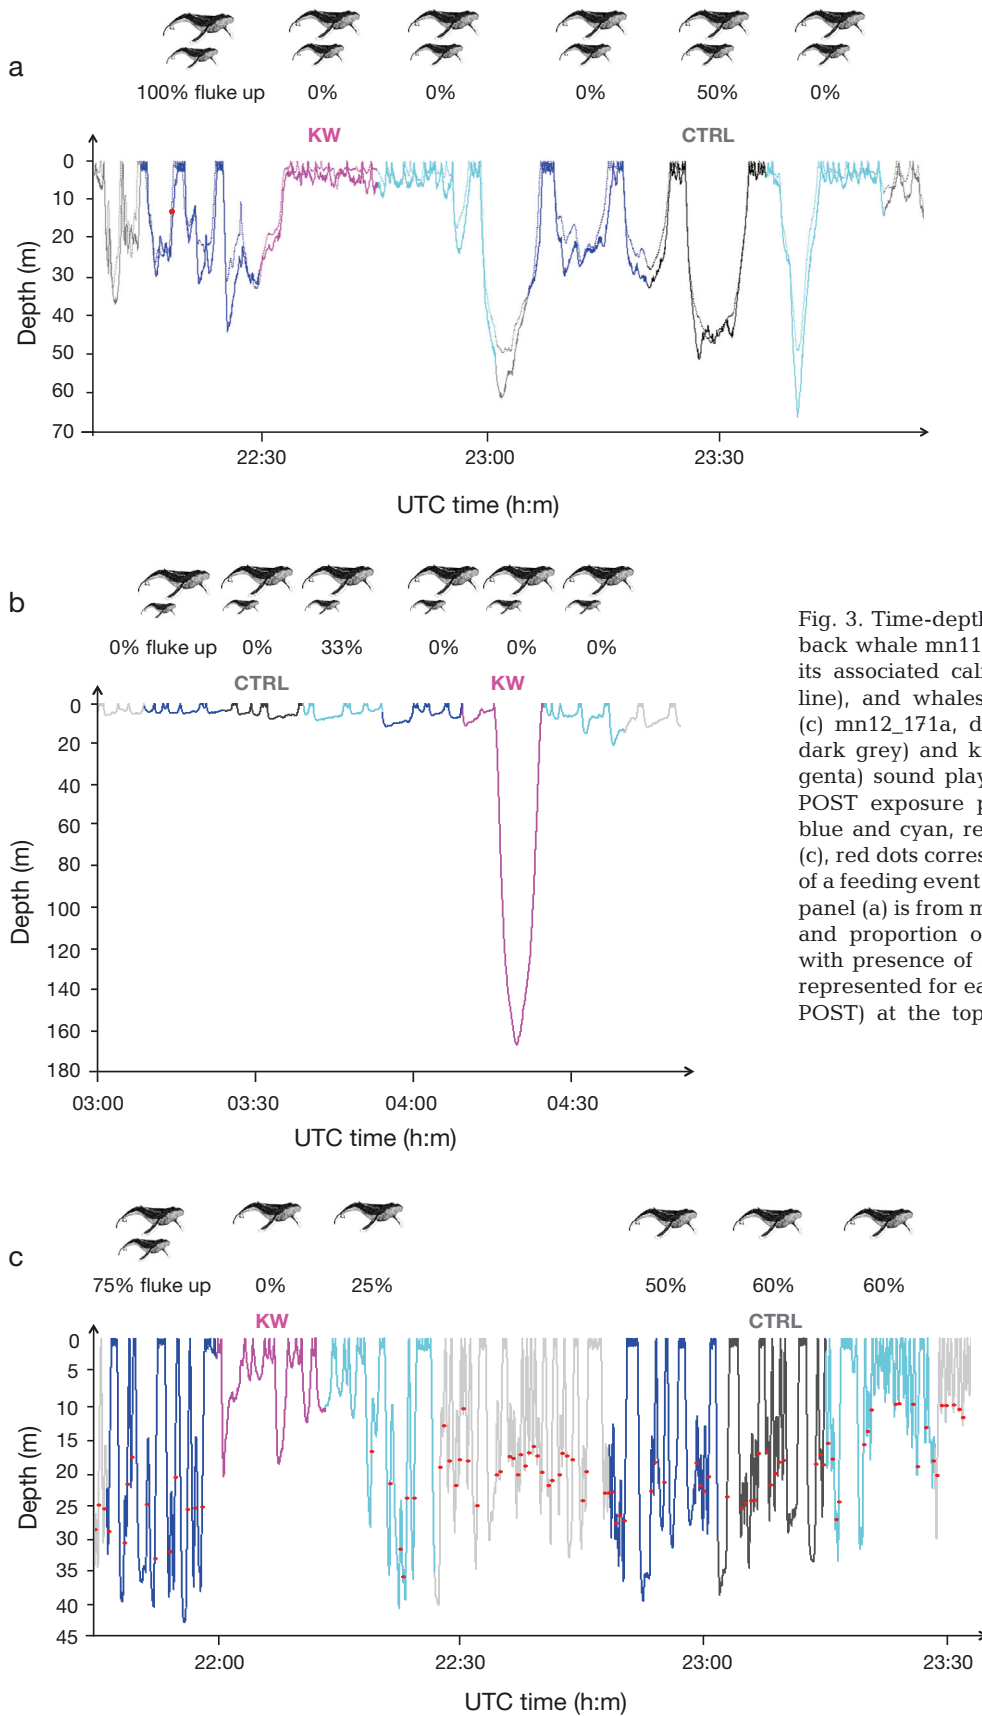 a
100% fluke up 0% 0% 0% 50% 0%
KW CTRL
0
10
20
30
40
50
60
70
Depth (m)
22:30 23:00 23:30
UTC time (h:m)
b
0% fluke up 0% 33% 0% 0% 0%
CTRL KW
0
20
40
60
80
100
120
140
160
180
Depth (m)
03:00 03:30 04:00 04:30
UTC time (h:m)
Fig. 3. Time-depth
back whale mn11
its associated cal
line), and whales
(c) mn12_171a, d
dark grey) and k
genta) sound play
POST exposure p
blue and cyan, re
(c), red dots corres
of a feeding event
panel (a) is from m
and proportion o
with presence of
represented for ea
POST) at the top
c
75% fluke up 0% 25% 50% 60% 60%
KW CTRL
0
5
10
15
20
25
30
35
40
45
Depth (m)
22:00 22:30 23:00 23:30
UTC time (h:m)